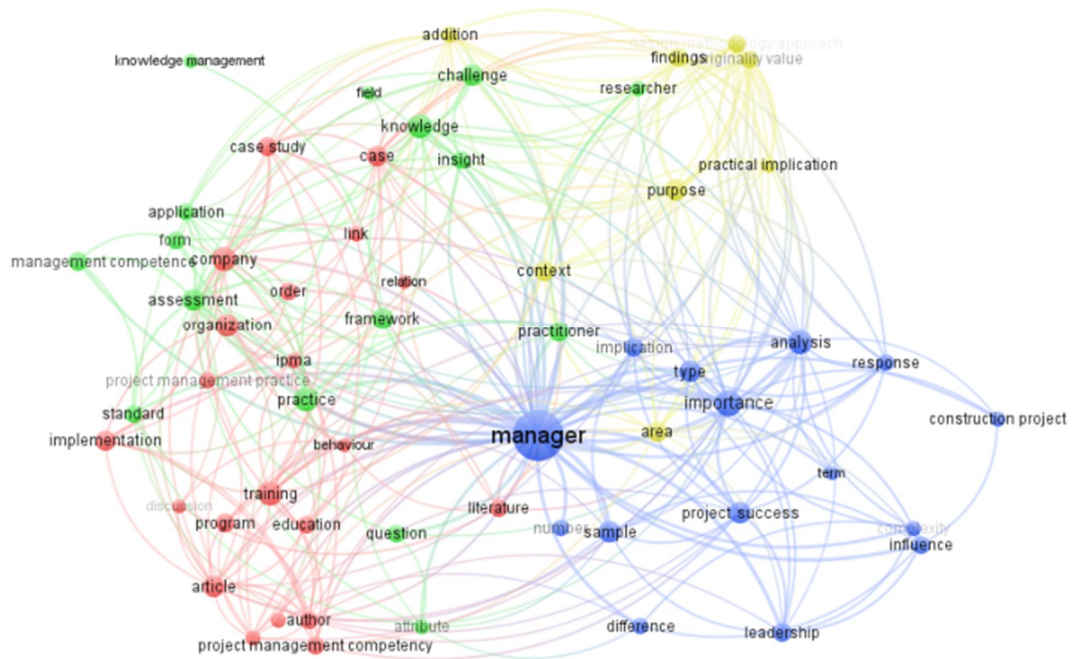 addition
design methodology approach
findings
originality value
knowledge management
challenge
field
researcher
knowledge
case study
case
insight
practical implication
purpose
application
link
form
management competence
company
context
relation
order
assessment
framework
organization
practitioner
implication
analysis
ipma
response
type
project management practice
practice
importance
standard
construction project
implementation
behaviour
manager
area
term
training
discussion
literature
project success
program
education
question
number
sample
complexity
influence
article
author
attribute
difference
leadership
project management competency